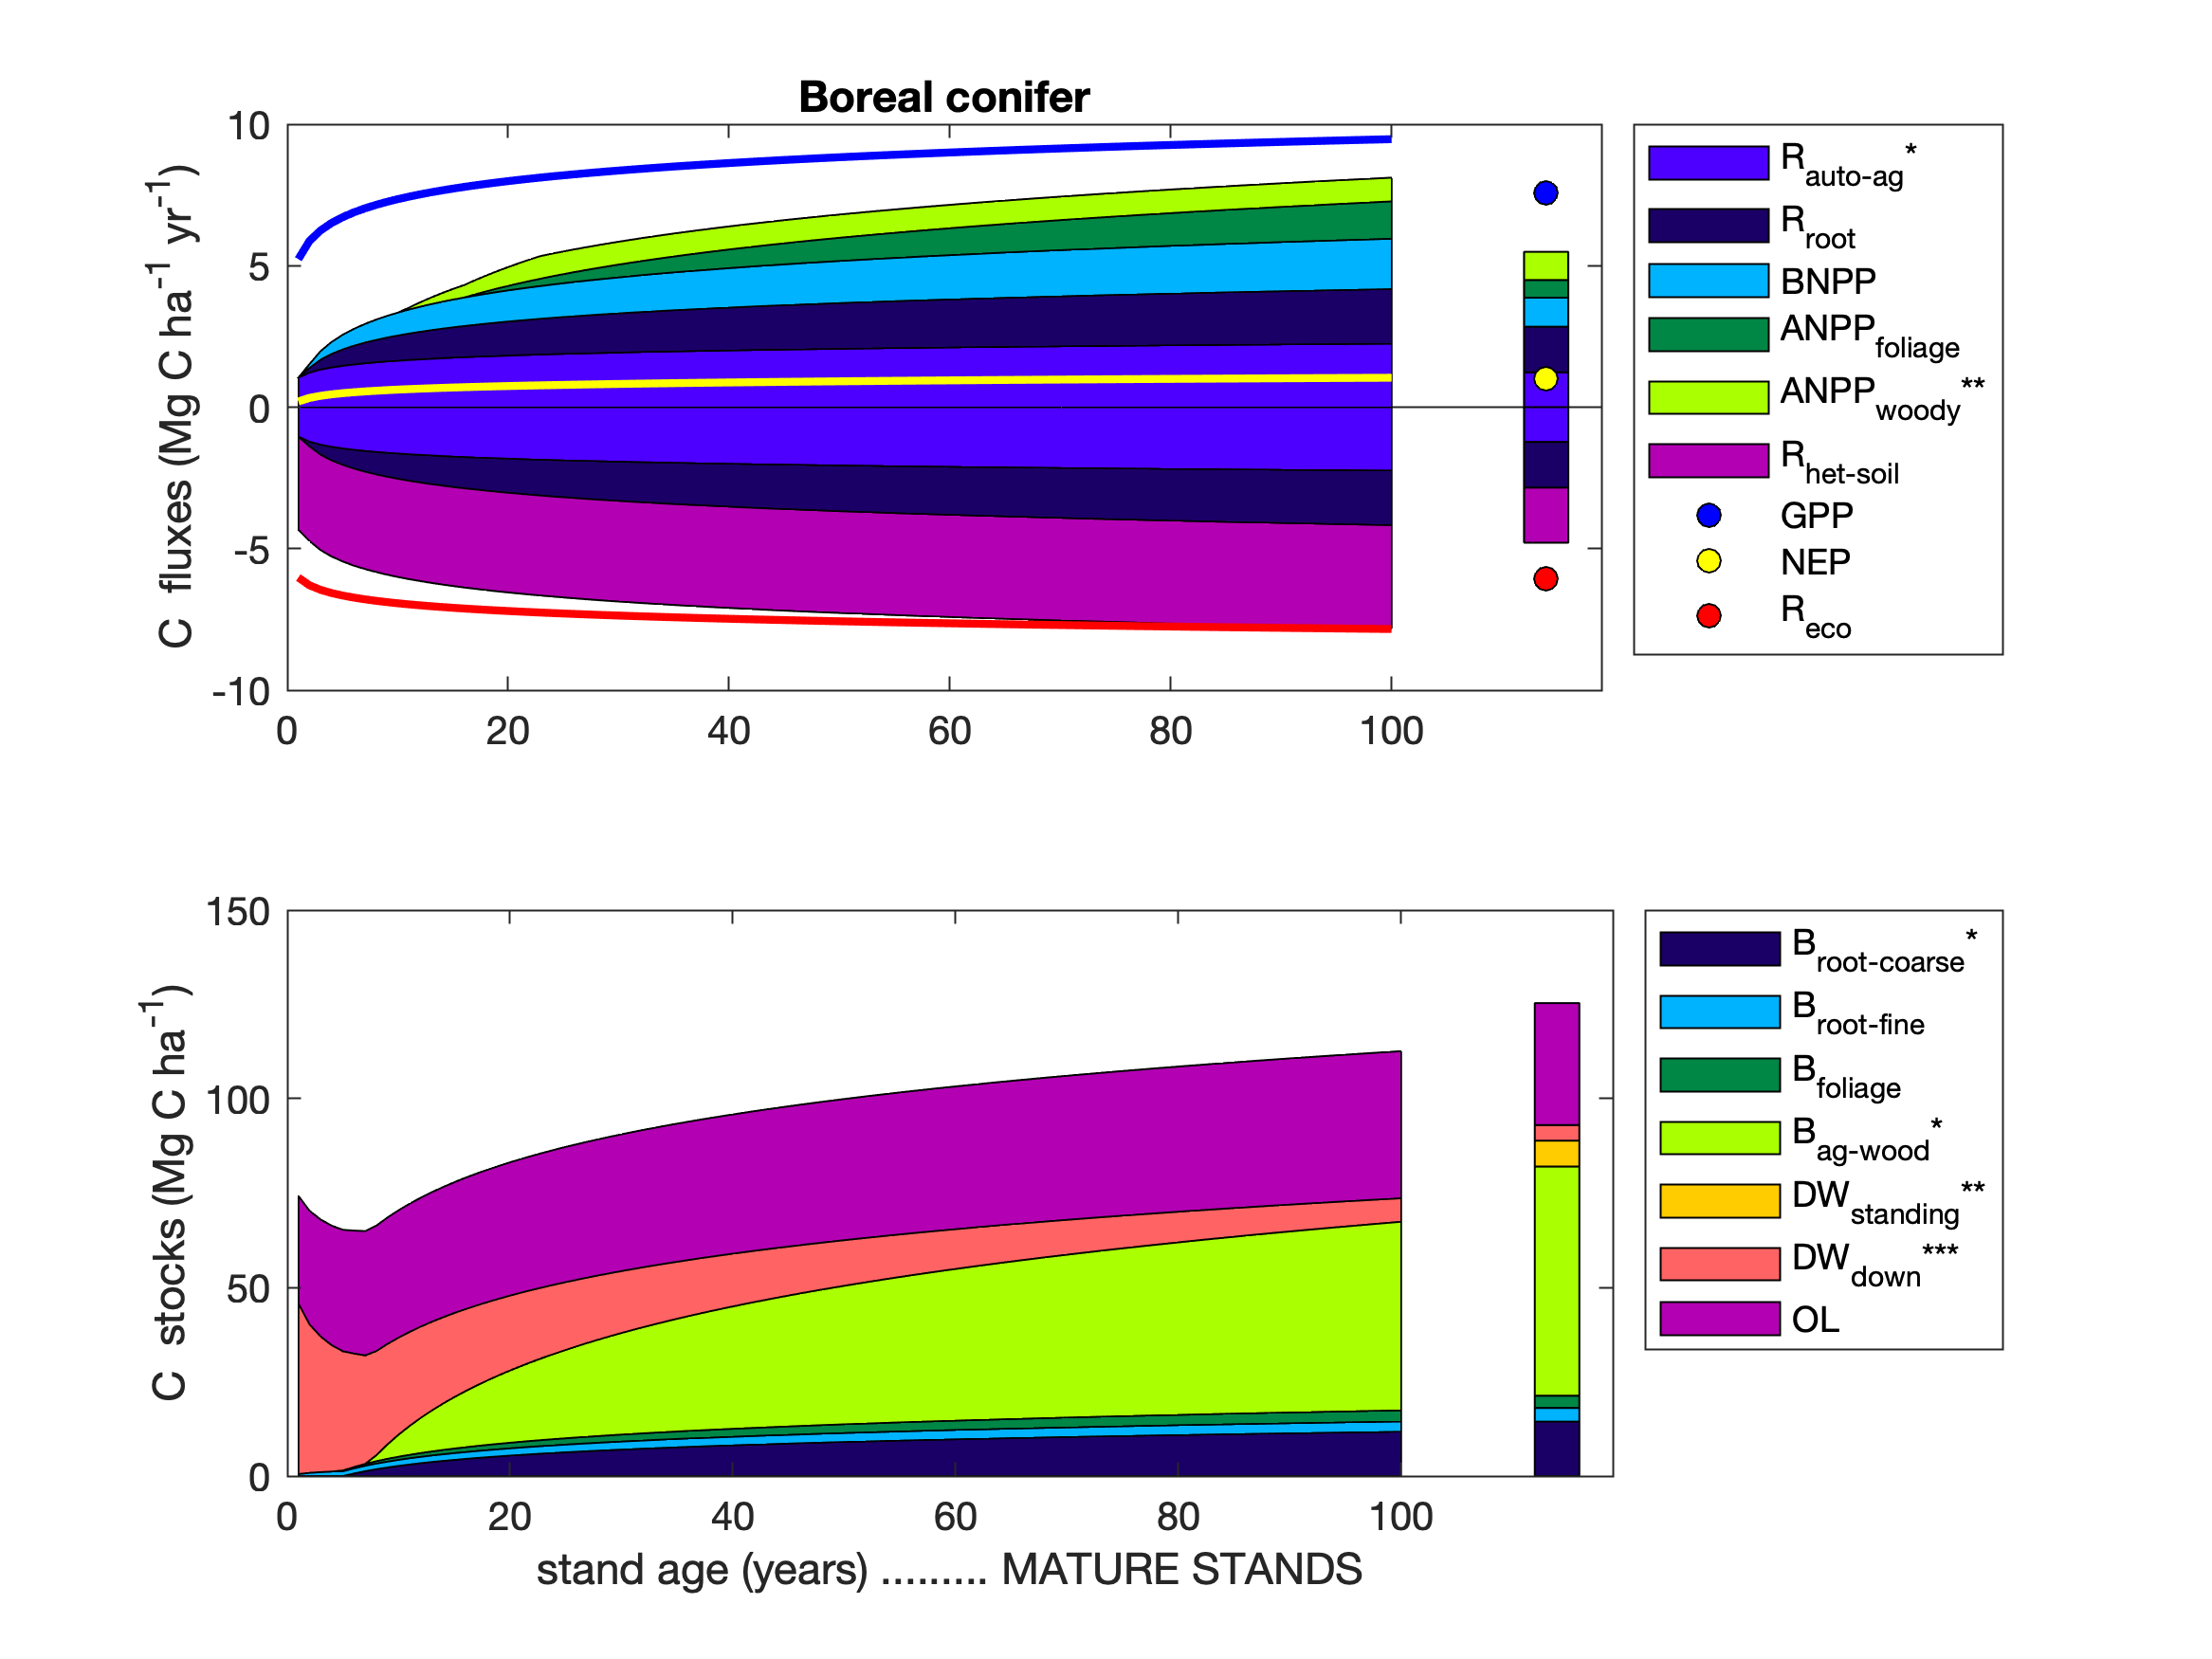 Boreal conifer
C fluxes (Mg C ha-1 yr-1)
10
5
0
-5
-10
0 20 40 60 80 100
Rauto-ag*
Rroot
BNPP
ANPPfoliage
ANPPwoody**
Rhet-soil
GPP
NEP
Reco
C stocks (Mg C ha-1)
150
100
50
0
0 20 40 60 80 100
stand age (years) ......... MATURE STANDS
Broot-coarse*
Broot-fine
Bfoliage
Bag-wood*
DWstanding**
DWdown***
OL